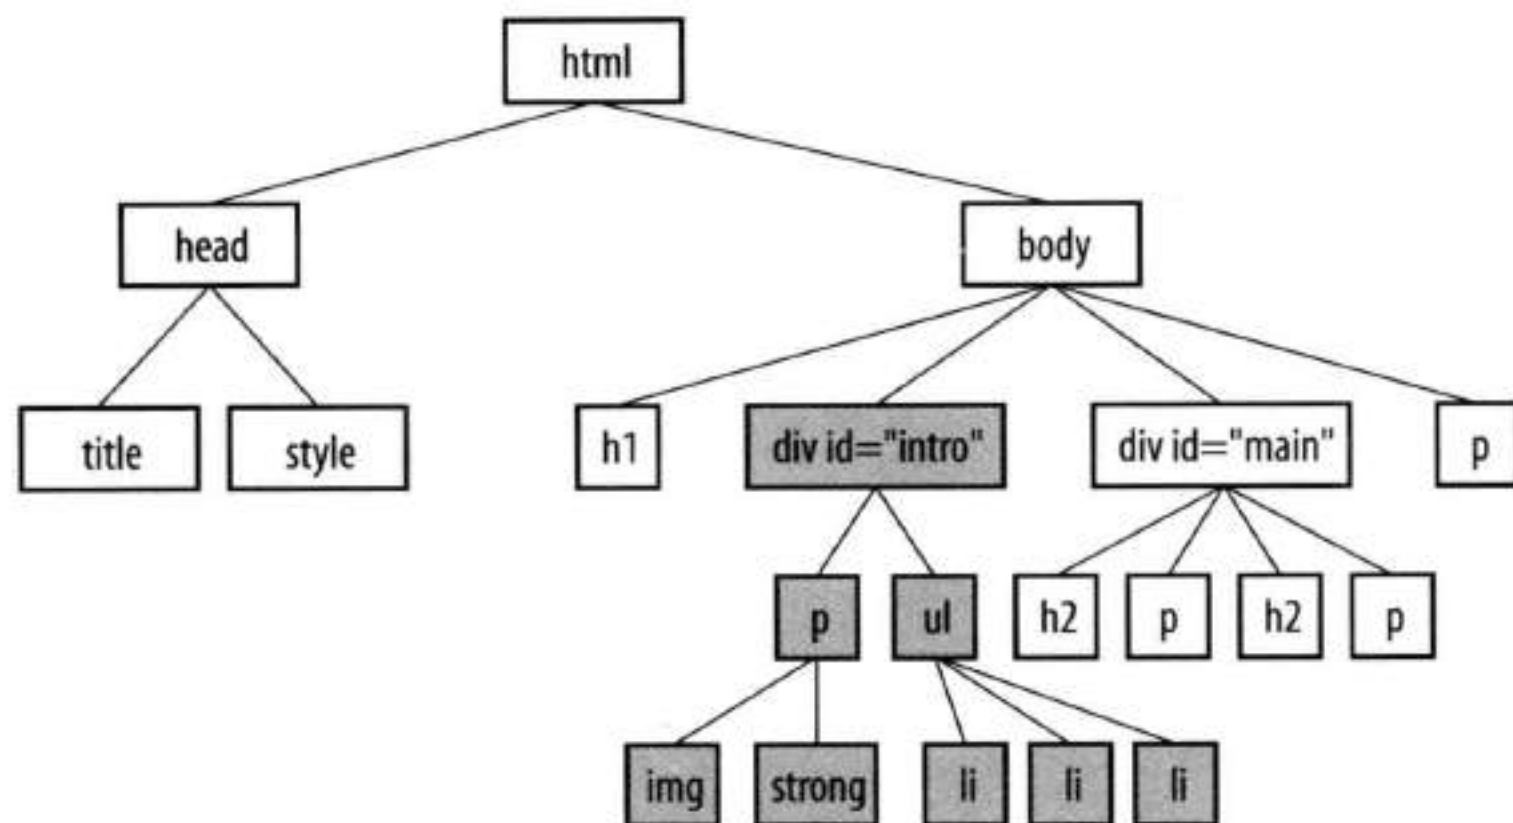 html
head
body
title
style
h1
div id="intro"
div id="main"
p
p
ul
h2
p
h2
p
img
strong
li
li
li